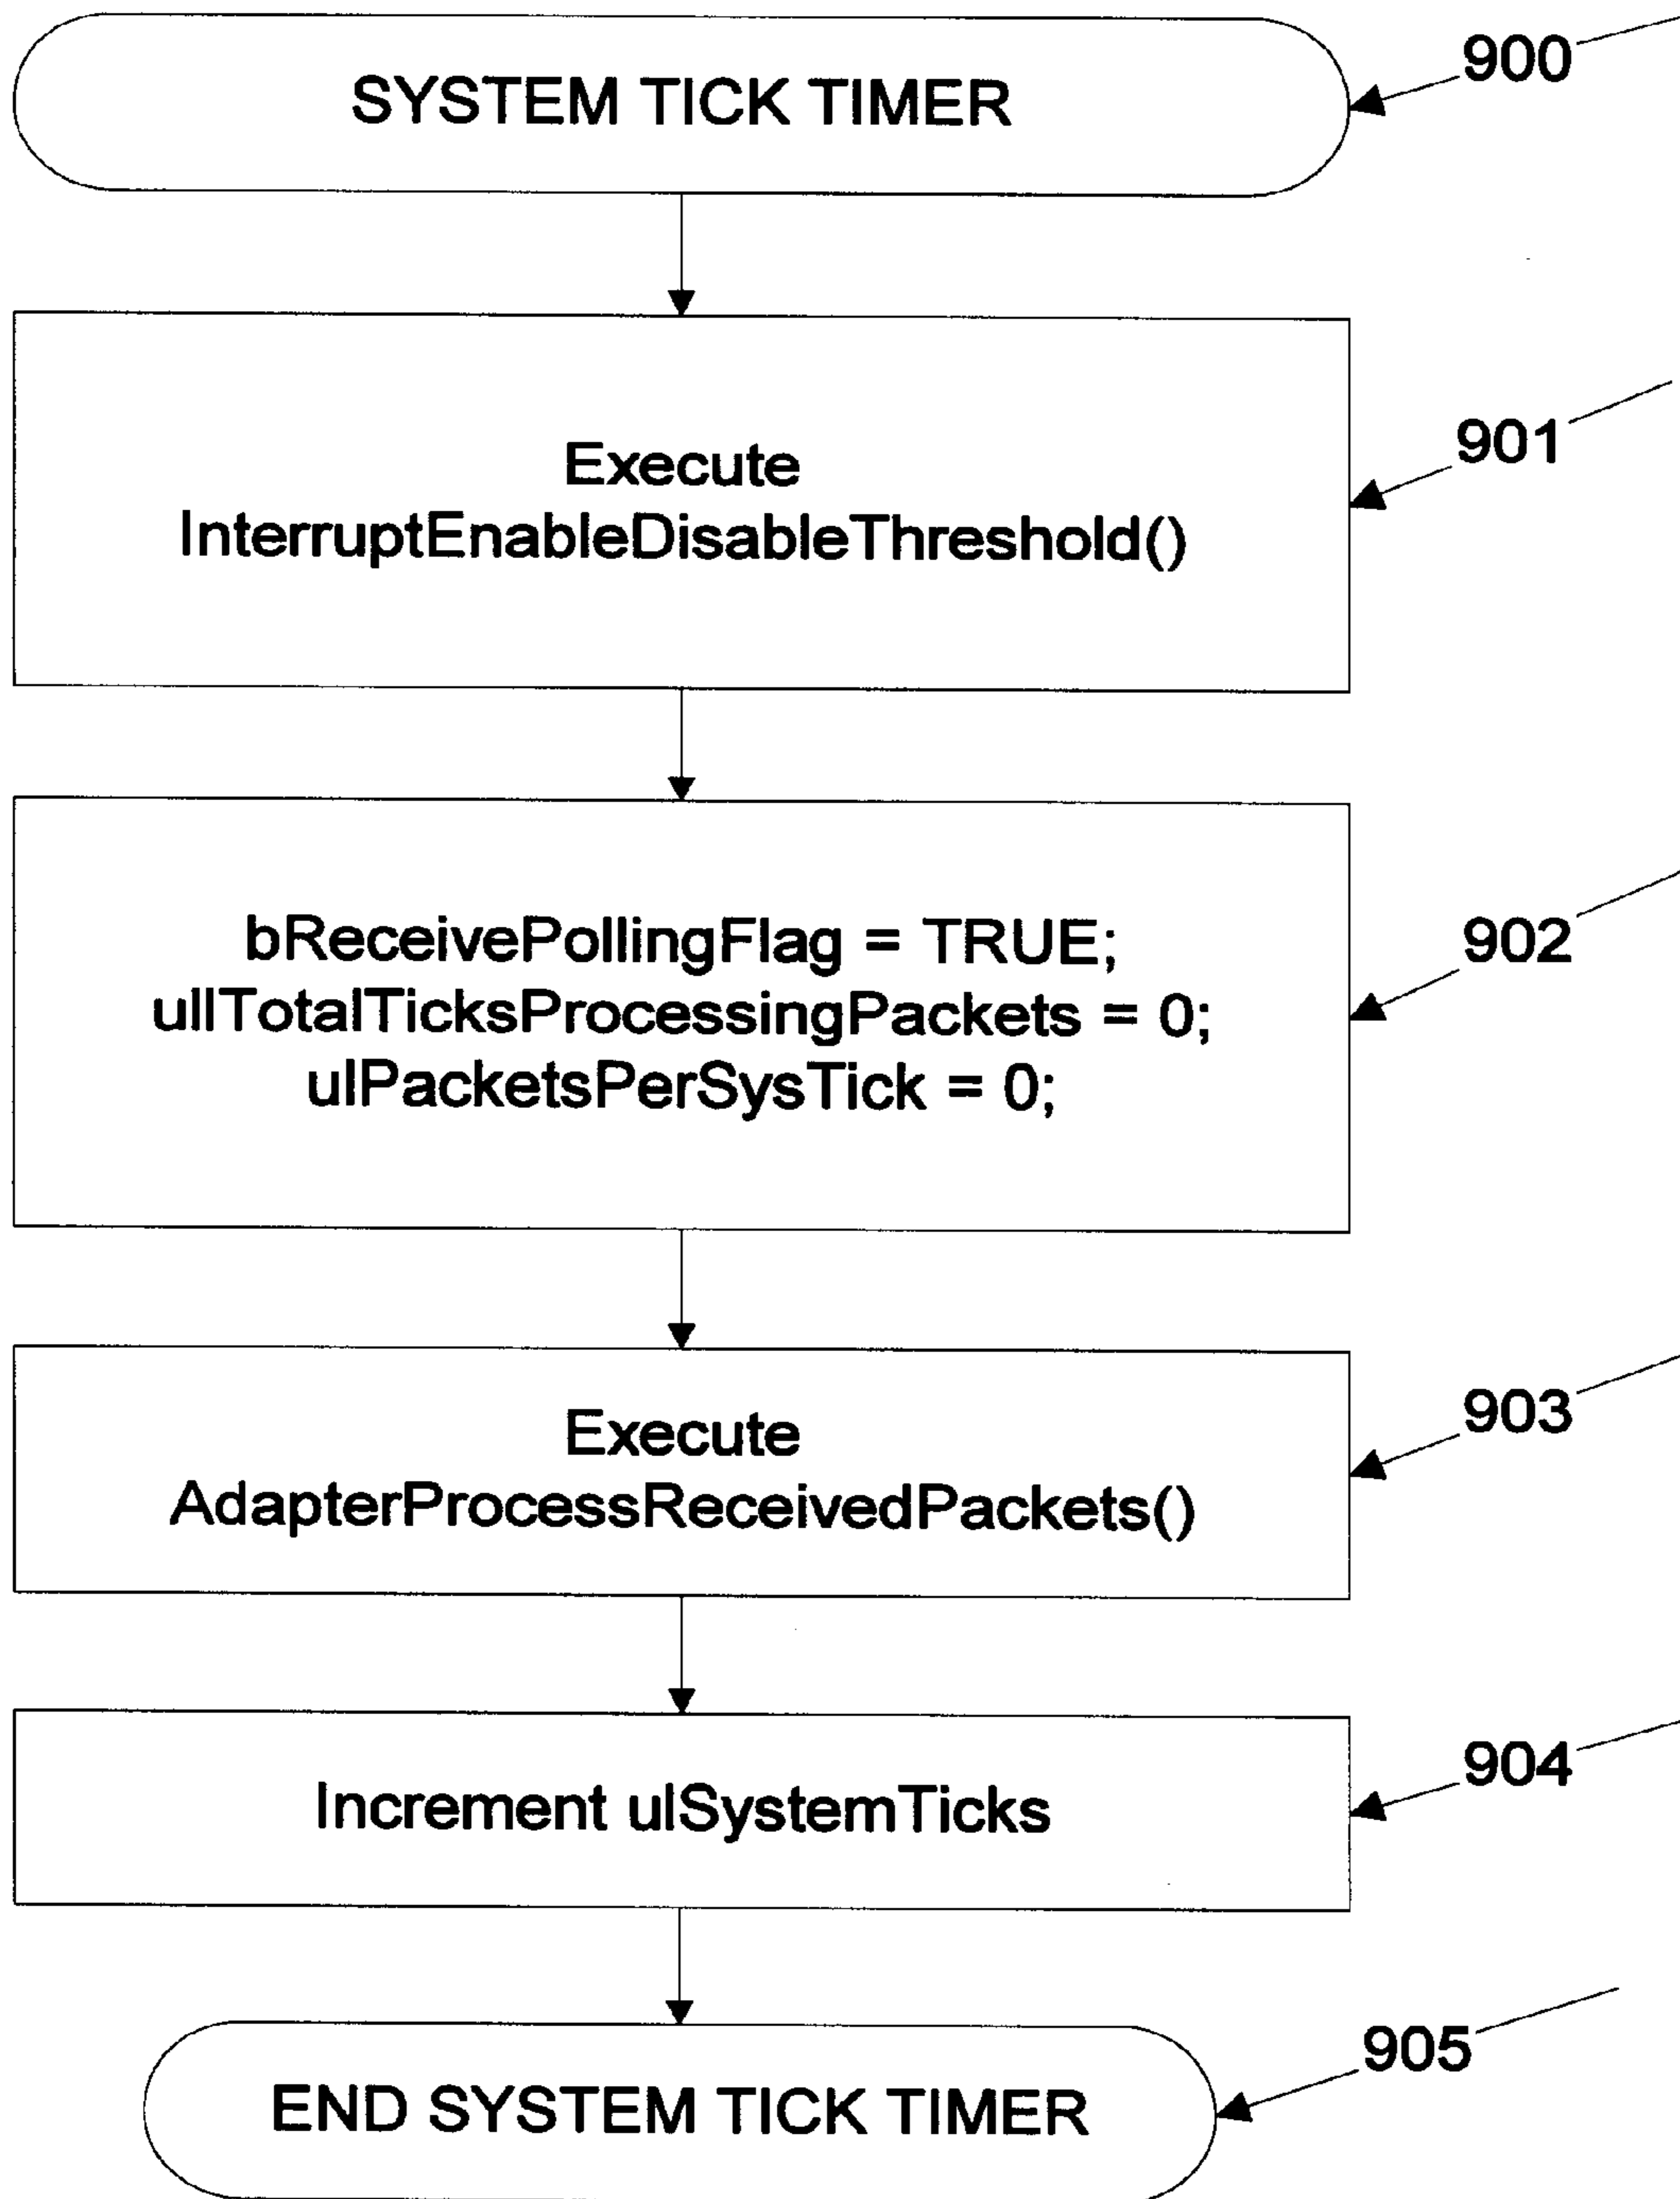 SYSTEM TICK TIMER
900
Execute
InterruptEnableDisableThreshold()
901
bReceivePollingFlag = TRUE;
ullTotalTicksProcessingPackets = 0;
ulPacketsPerSysTick = 0;
902
Execute
AdapterProcessReceivedPackets()
903
Increment ulSystemTicks
904
END SYSTEM TICK TIMER
905